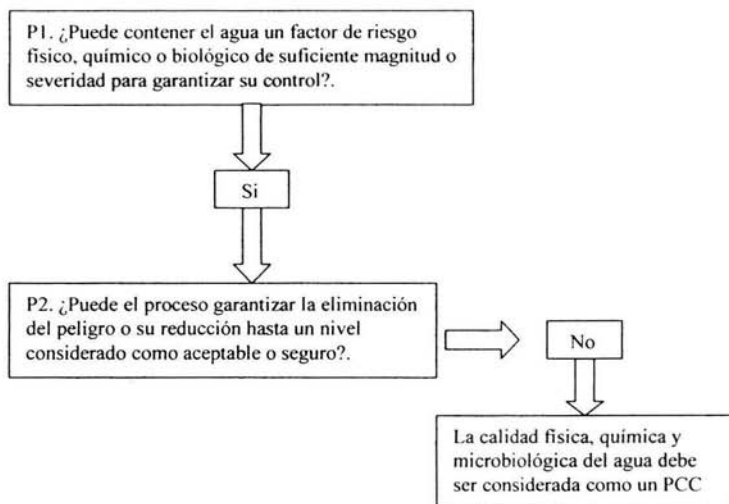 P1. ¿Puede contener el agua un factor de riesgo
físico, químico o biológico de suficiente magnitud o
severidad para garantizar su control?.
Si
P2. ¿Puede el proceso garantizar la eliminación
del peligro o su reducción hasta un nivel
considerado como aceptable o seguro?.
No
La calidad física, química y
microbiológica del agua debe
ser considerada como un PCC